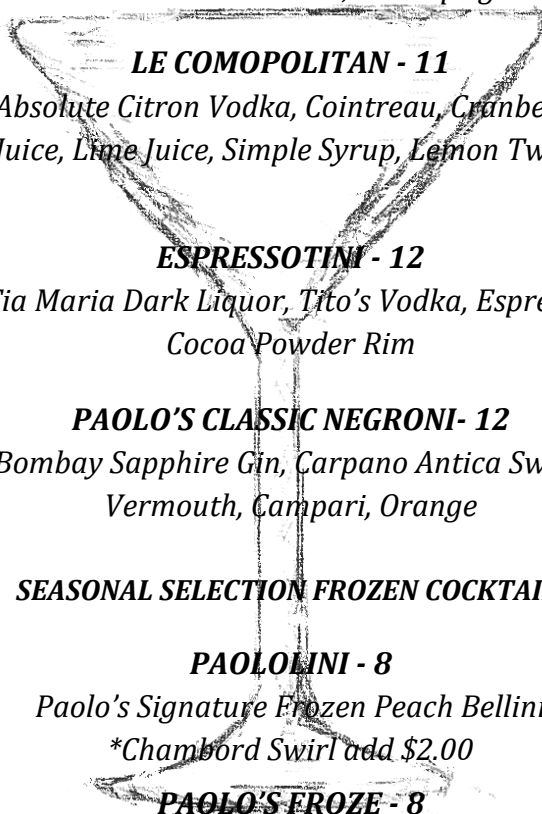 LE COMOPOLITAN - 11
Absolute Citron Vodka, Cointreau, Cranbe
Juice, Lime Juice, Simple Syrup, Lemon Tw
ESPRESSOTINI - 12
ia Maria Dark Liquor, Tito's Vodka, Espre
Cocoa Powder Rim
PAOLO'S CLASSIC NEGRONI- 12
Bombay Sapphire Gin, Carpano Antica Sw
Vermouth, Campari, Orange
SEASONAL SELECTION FROZEN COCKTAI
PAOLOLINI - 8
Paolo's Signature Frozen Peach Bellini
*Chambord Swirl add $2.00
PAOLO'S FROZE - 8